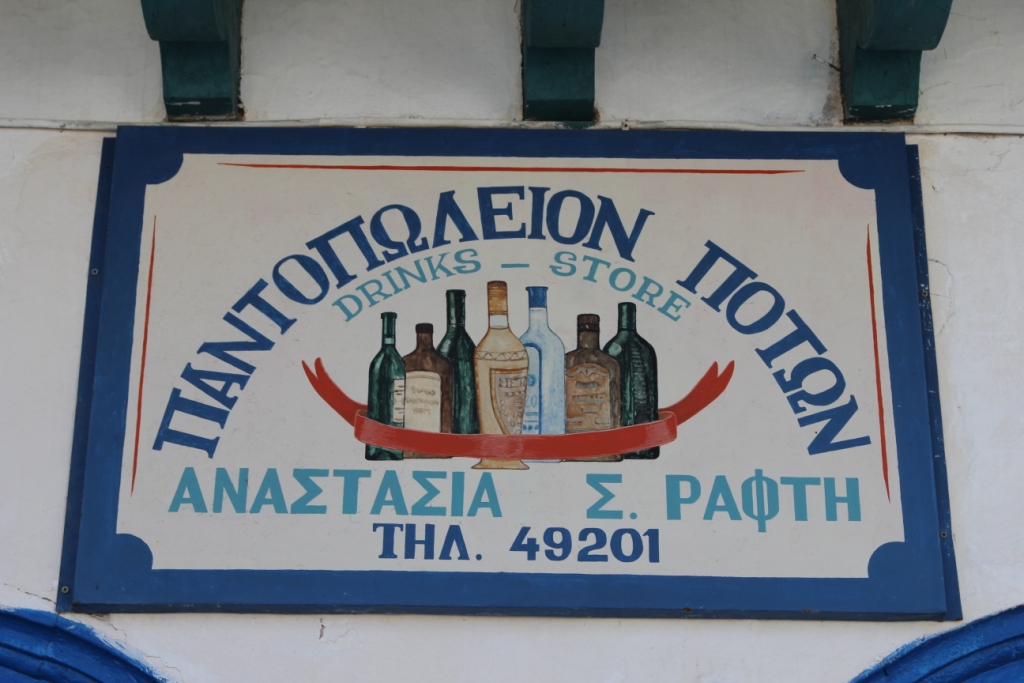 ΠΑΝΤΟΠΩΛΕΙΟΝ ΠΟΤΩΝ
DRINKS – STORE
ΑΝΑΣΤΑΣΙΑ Σ. ΡΑΦΤΗ
ΤΗΛ. 49201